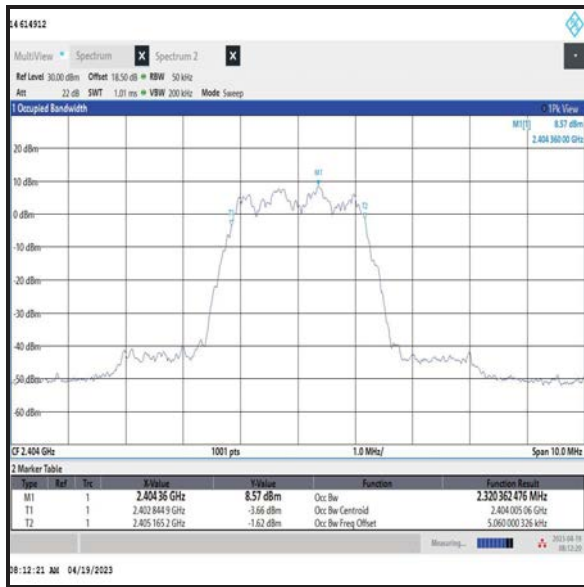 14 614912
MultiView Spectrum X Spectrum 2 X
Ref Level 30.00 dBm Offset 18.50 dB RBW 50 kHz
Att 22 dB SWT 1.01 ms VBW 200 kHz Mode Sweep
1 Occupied Bandwidth 1Pk View
M1[1] 8.57 dBm
2.404 360 00 GHz
20 dBm
M1
10 dBm
T1 T2
0 dBm
-10 dBm
-20 dBm
-30 dBm
-40 dBm
-50 dBm
-60 dBm
CF 2.404 GHz 1001 pts 1.0 MHz/ Span 10.0 MHz
2 Marker Table
Type Ref Trc X-Value Y-Value Function Function Result
M1 1 2.404 36 GHz 8.57 dBm Occ Bw 2.320 362 476 MHz
T1 1 2.402 844 9 GHz -3.66 dBm Occ Bw Centroid 2.404 005 06 GHz
T2 1 2.405 165 2 GHz -1.62 dBm Occ Bw Freq Offset 5.060 000 326 kHz
Measuring... 2023-04-19
08:12:20
08:12:21 AM 04/19/2023